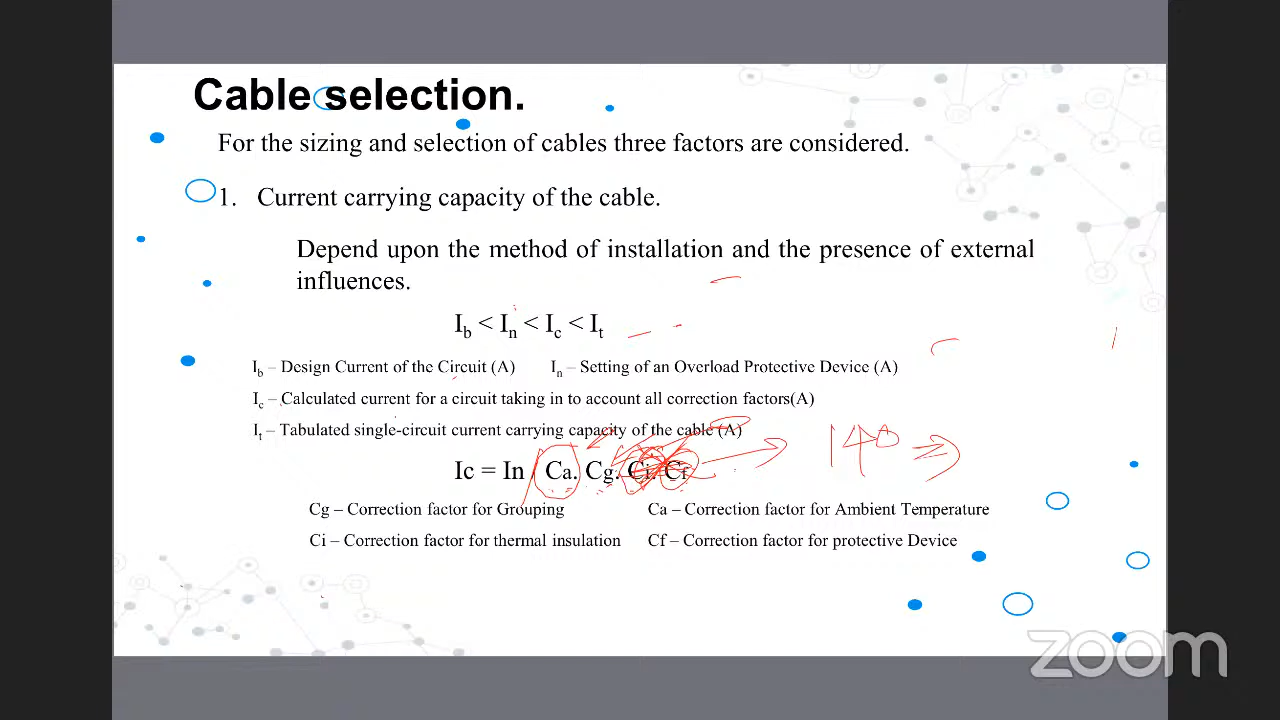 Cable selection.
For the sizing and selection of cables three factors are considered.
1. Current carrying capacity of the cable.
Depend upon the method of installation and the presence of external
influences.
Ib < In < Ic < It
Ib – Design Current of the Circuit (A) In – Setting of an Overload Protective Device (A)
Ic – Calculated current for a circuit taking in to account all correction factors(A)
It – Tabulated single-circuit current carrying capacity of the cable (A)
Ic = In / Ca. Cg. Ci. Cf
140
Cg – Correction factor for Grouping Ca – Correction factor for Ambient Temperature
Ci – Correction factor for thermal insulation Cf – Correction factor for protective Device
zoom